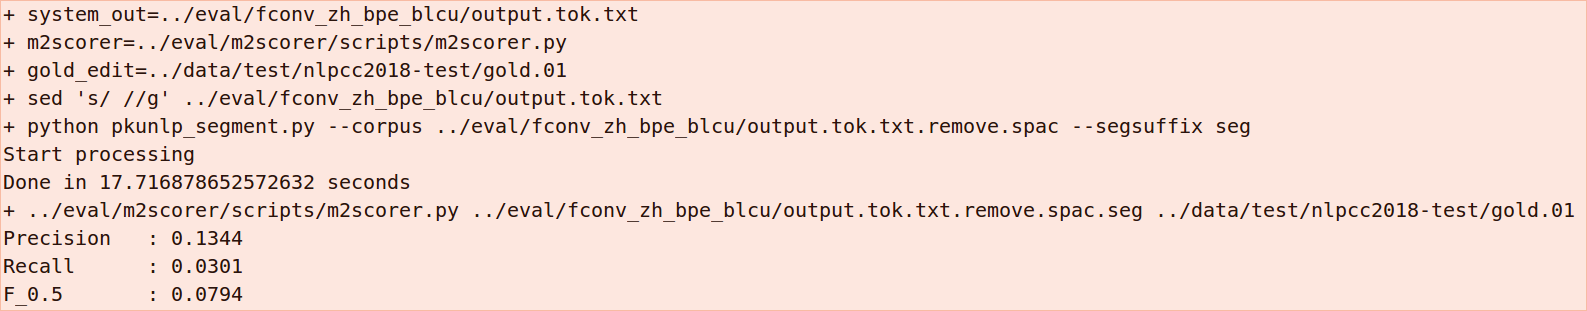 + system_out=../eval/fconv_zh_bpe_blcu/output.tok.txt
+ m2scorer=../eval/m2scorer/scripts/m2scorer.py
+ gold_edit=../data/test/nlpcc2018-test/gold.01
+ sed 's/ //g' ../eval/fconv_zh_bpe_blcu/output.tok.txt
+ python pkunlp_segment.py --corpus ../eval/fconv_zh_bpe_blcu/output.tok.txt.remove.spac --segsuffix seg
Start processing
Done in 17.716878652572632 seconds
+ ../eval/m2scorer/scripts/m2scorer.py ../eval/fconv_zh_bpe_blcu/output.tok.txt.remove.spac.seg ../data/test/nlpcc2018-test/gold.01
Precision   : 0.1344
Recall      : 0.0301
F_0.5       : 0.0794